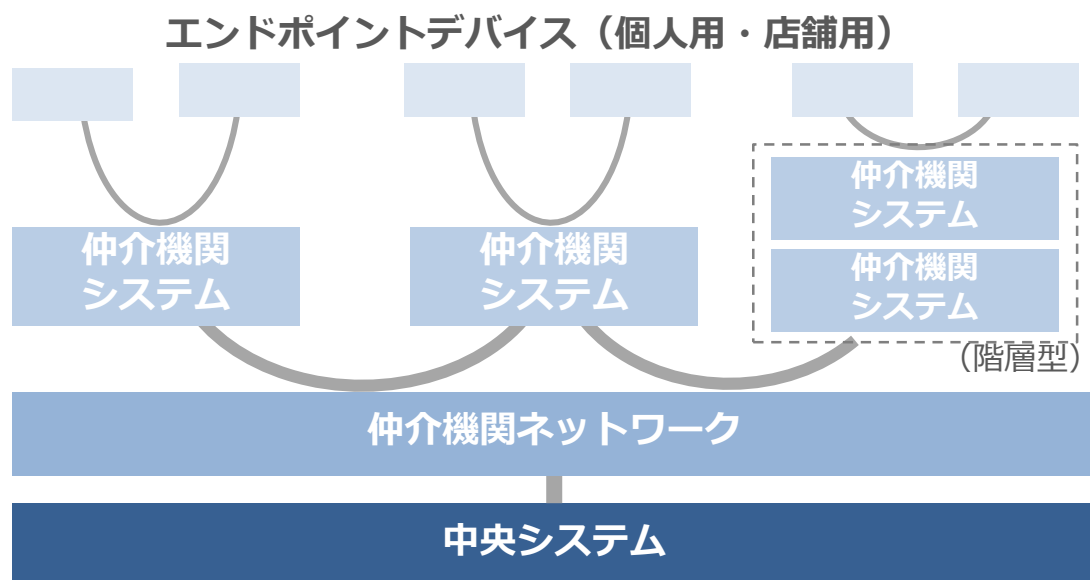 エンドポイントデバイス（個人用・店舗用）
仲介機関
システム
仲介機関
システム
仲介機関
システム
仲介機関
システム
（階層型）
仲介機関ネットワーク
中央システム